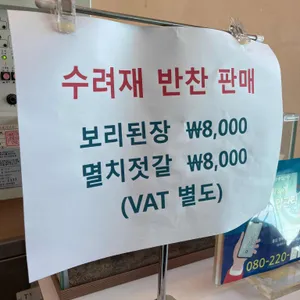 수려재 반찬 판매
보리된장 ₩8,000
멸치젓갈 ₩8,000
(VAT 별도)
080-220-